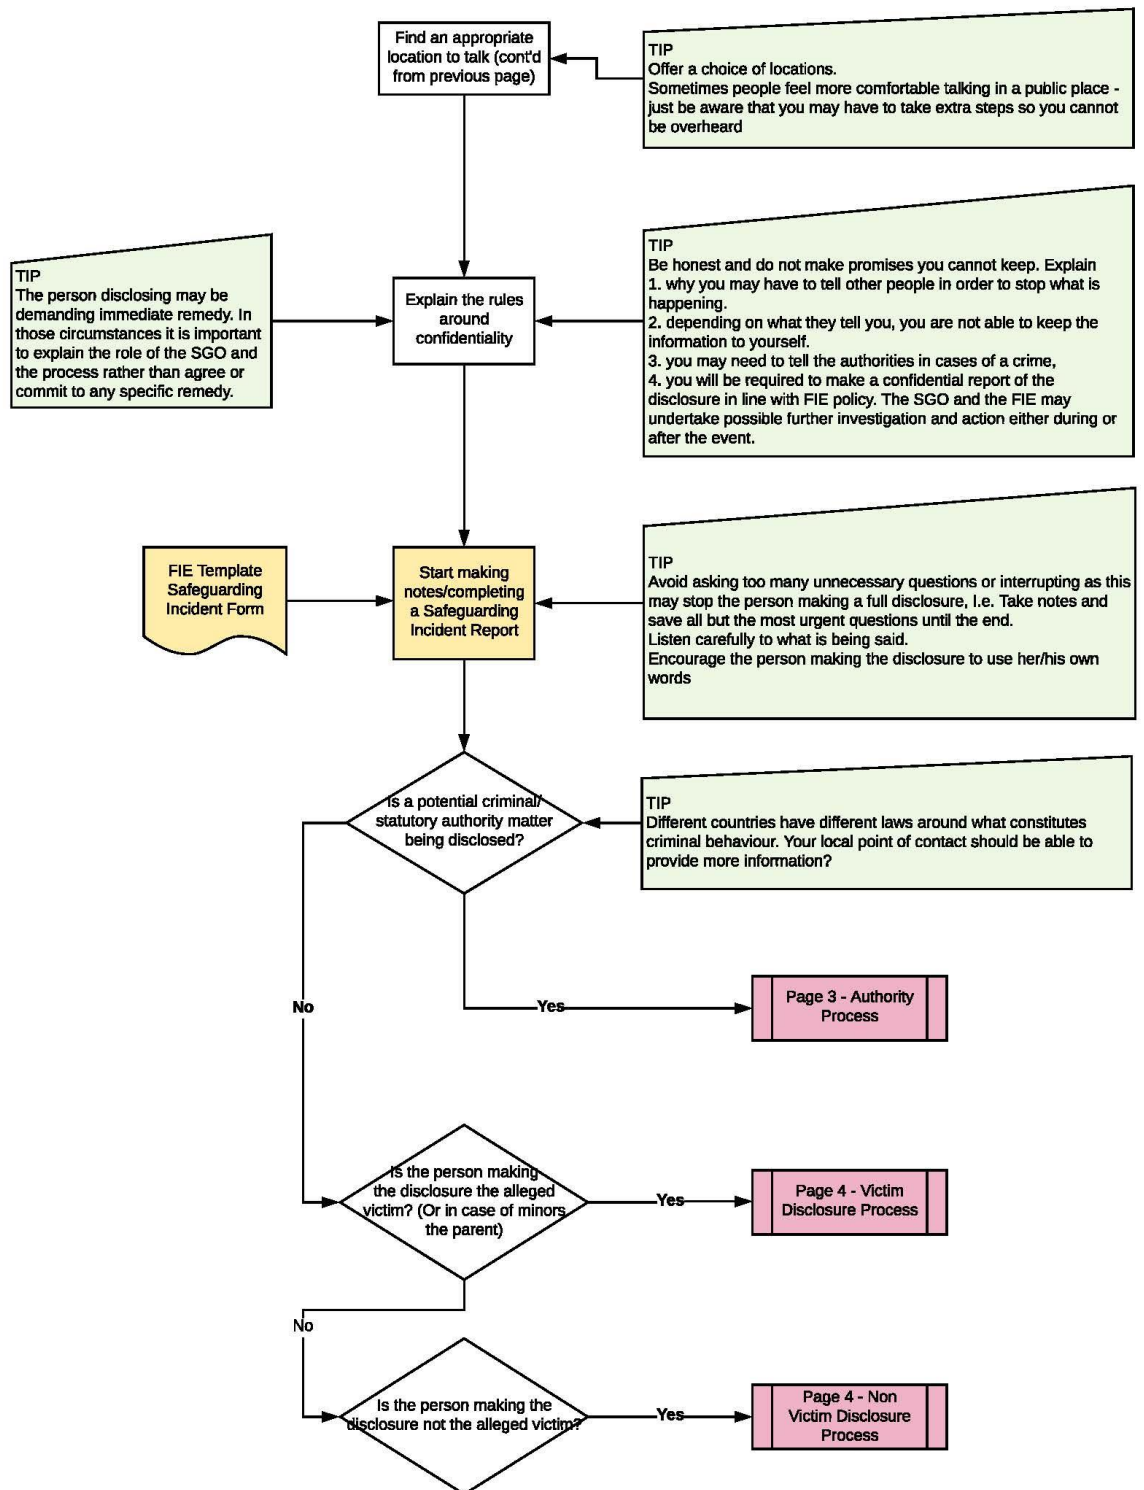 Find an appropriate
location to talk (cont'd
from previous page)
TIP
Offer a choice of locations.
Sometimes people feel more comfortable talking in a public place -
just be aware that you may have to take extra steps so you cannot
be overheard
TIP
The person disclosing may be
demanding immediate remedy. In
those circumstances it is important
to explain the role of the SGO and
the process rather than agree or
commit to any specific remedy.
Explain the rules
around
confidentiality
TIP
Be honest and do not make promises you cannot keep. Explain
1. why you may have to tell other people in order to stop what is
happening.
2. depending on what they tell you, you are not able to keep the
information to yourself.
3. you may need to tell the authorities in cases of a crime,
4. you will be required to make a confidential report of the
disclosure in line with FIE policy. The SGO and the FIE may
undertake possible further investigation and action either during or
after the event.
FIE Template
Safeguarding
Incident Form
Start making
notes/completing
a Safeguarding
Incident Report
TIP
Avoid asking too many unnecessary questions or interrupting as this
may stop the person making a full disclosure, I.e. Take notes and
save all but the most urgent questions until the end.
Listen carefully to what is being said.
Encourage the person making the disclosure to use her/his own
words
Is a potential criminal/
statutory authority matter
being disclosed?
TIP
Different countries have different laws around what constitutes
criminal behaviour. Your local point of contact should be able to
provide more information?
No
Yes
Page 3 - Authority
Process
Is the person making
the disclosure the alleged
victim? (Or in case of minors
the parent)
Yes
Page 4 - Victim
Disclosure Process
No
Is the person making the
disclosure not the alleged victim?
Yes
Page 4 - Non
Victim Disclosure
Process